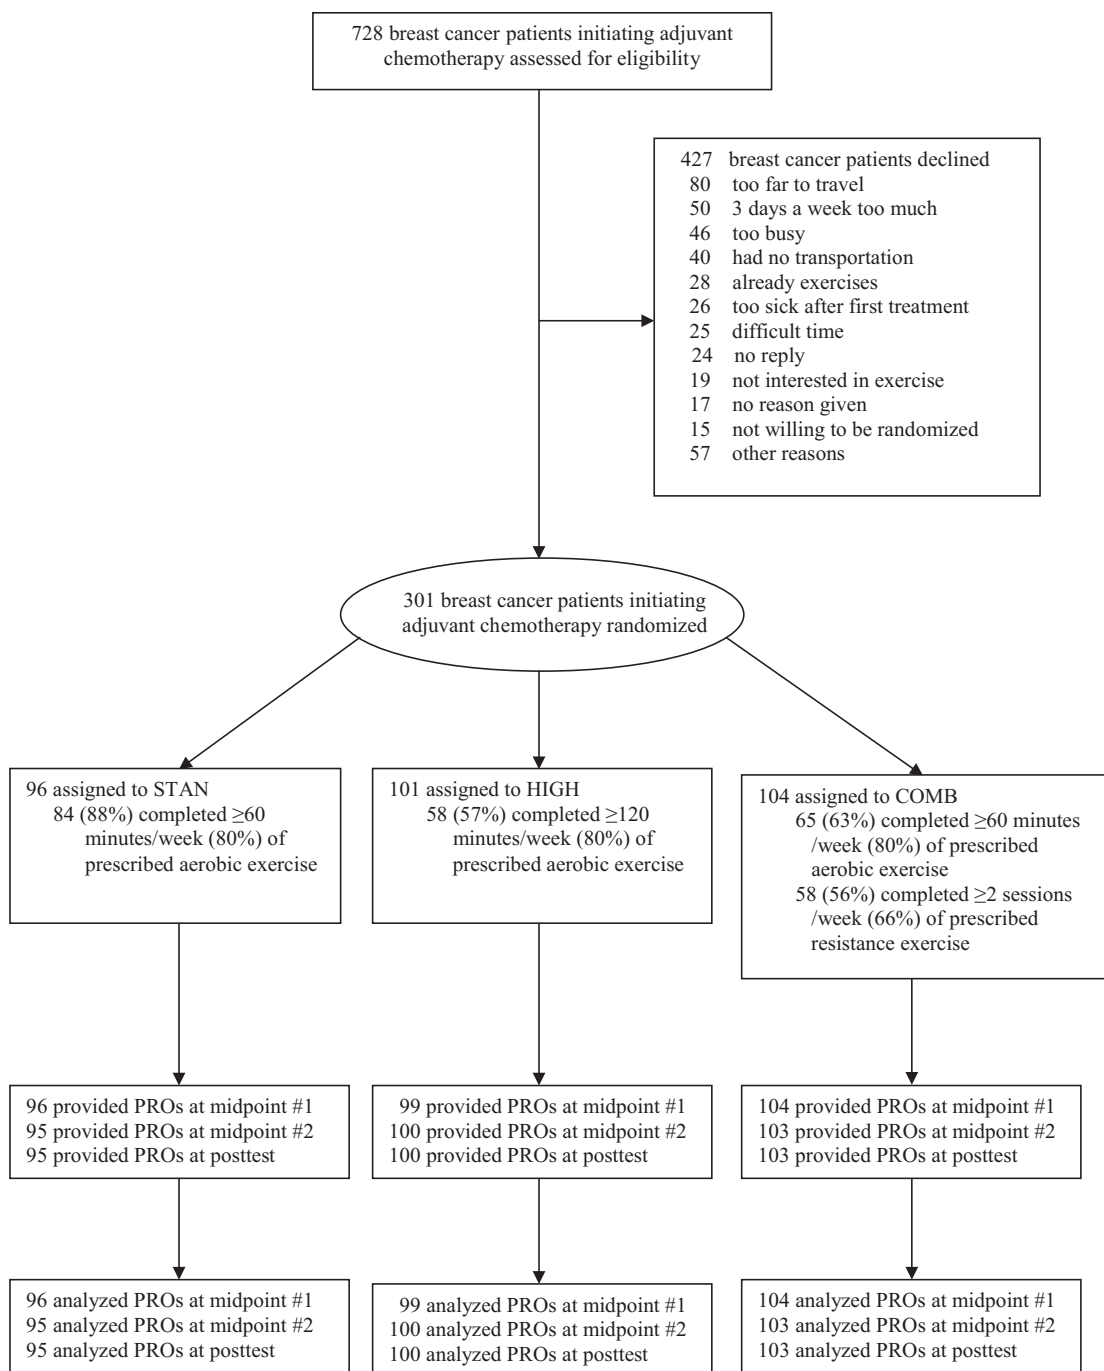 728 breast cancer patients initiating adjuvant
chemotherapy assessed for eligibility
427 breast cancer patients declined
80 too far to travel
50 3 days a week too much
46 too busy
40 had no transportation
28 already exercises
26 too sick after first treatment
25 difficult time
24 no reply
19 not interested in exercise
17 no reason given
15 not willing to be randomized
57 other reasons
301 breast cancer patients initiating
adjuvant chemotherapy randomized
96 assigned to STAN
84 (88%) completed ≥60
minutes/week (80%) of
prescribed aerobic exercise
101 assigned to HIGH
58 (57%) completed ≥120
minutes/week (80%) of
prescribed aerobic exercise
104 assigned to COMB
65 (63%) completed ≥60 minutes
/week (80%) of prescribed
aerobic exercise
58 (56%) completed ≥2 sessions
/week (66%) of prescribed
resistance exercise
96 provided PROs at midpoint #1
95 provided PROs at midpoint #2
95 provided PROs at posttest
99 provided PROs at midpoint #1
100 provided PROs at midpoint #2
100 provided PROs at posttest
104 provided PROs at midpoint #1
103 provided PROs at midpoint #2
103 provided PROs at posttest
96 analyzed PROs at midpoint #1
95 analyzed PROs at midpoint #2
95 analyzed PROs at posttest
99 analyzed PROs at midpoint #1
100 analyzed PROs at midpoint #2
100 analyzed PROs at posttest
104 analyzed PROs at midpoint #1
103 analyzed PROs at midpoint #2
103 analyzed PROs at posttest